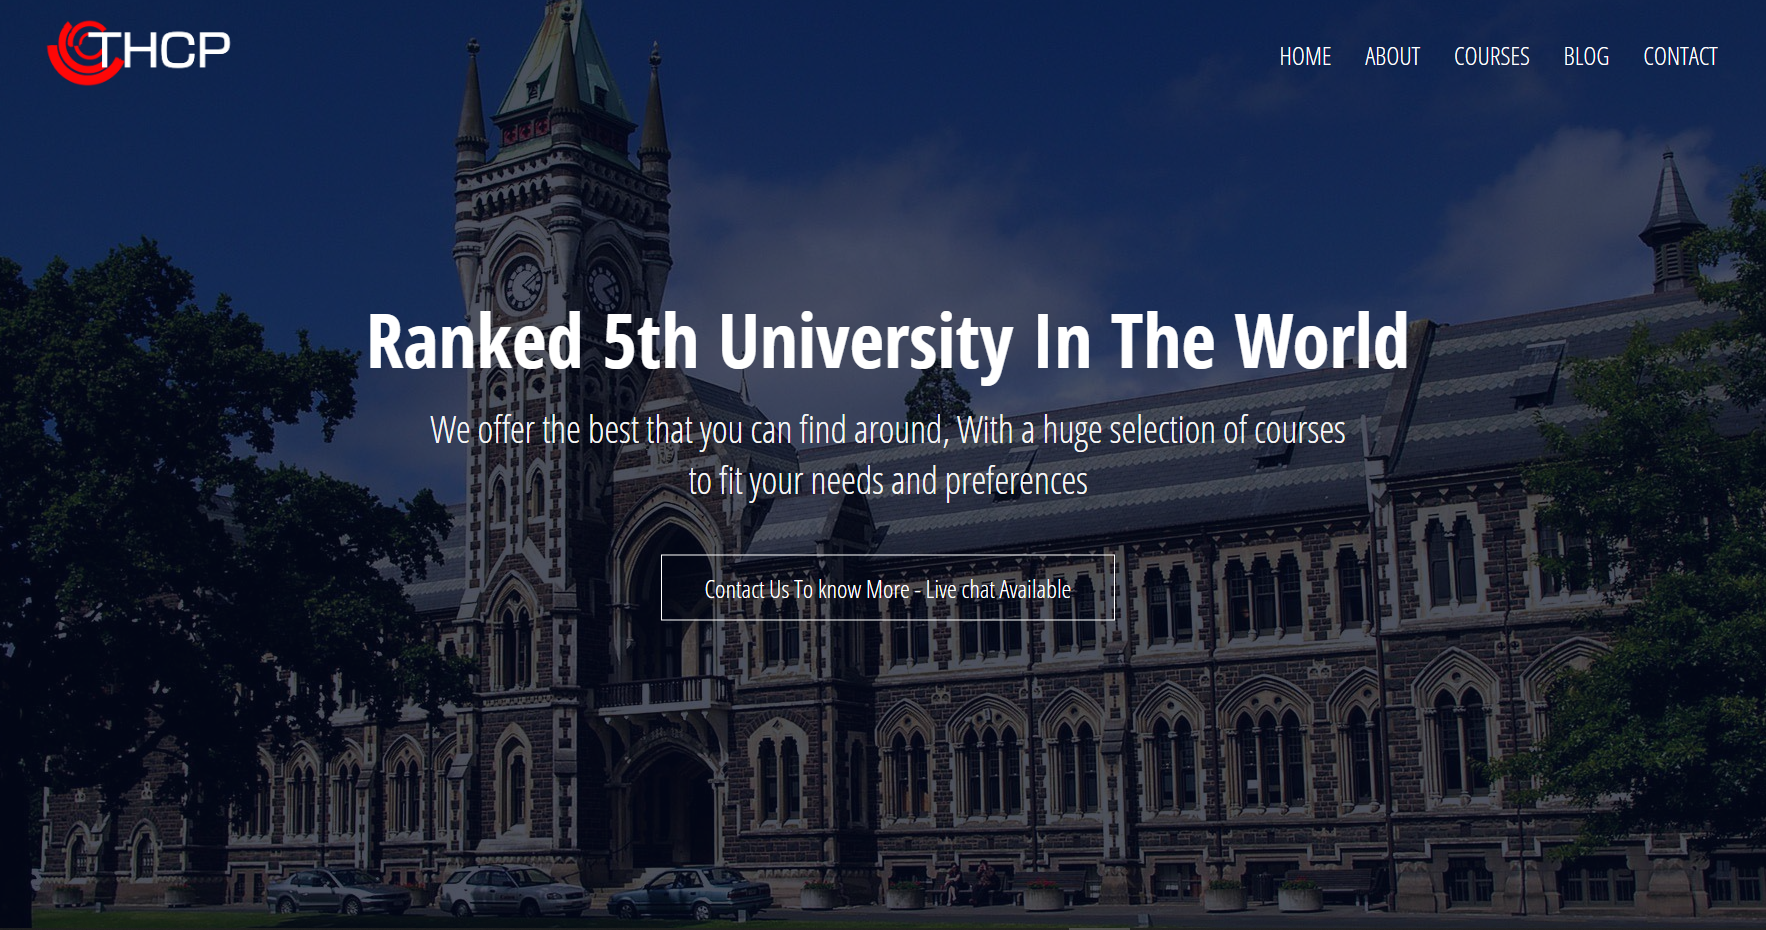 THCP
HOME ABOUT COURSES BLOG CONTACT
Ranked 5th University In The World
We offer the best that you can find around, With a huge selection of courses
to fit your needs and preferences
Contact Us To know More - Live chat Available